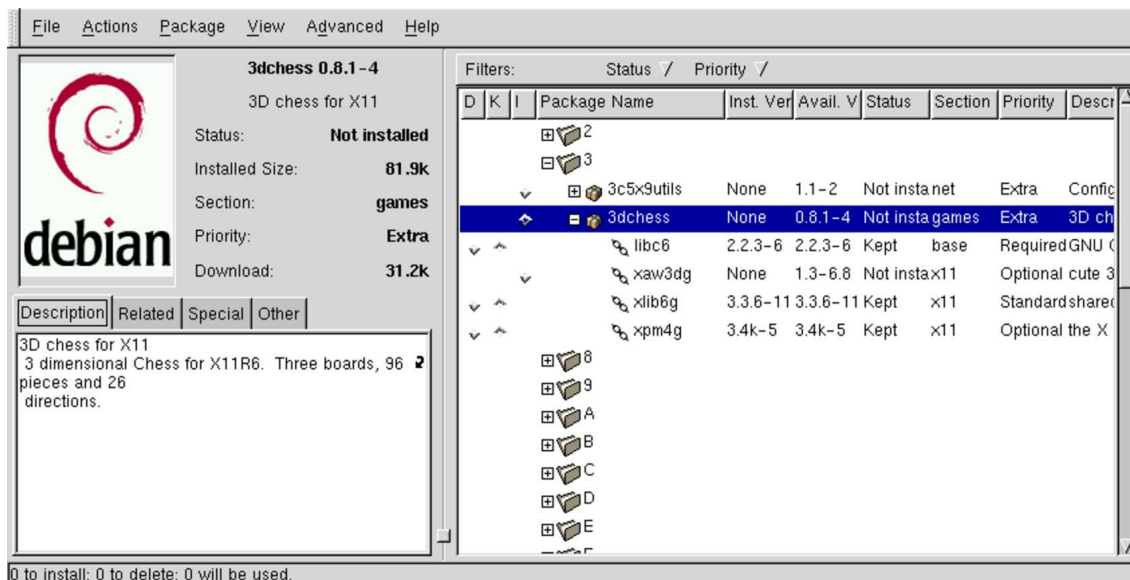 File Actions Package View Advanced Help
debian
3dchess 0.8.1-4
3D chess for X11
Status: Not installed
Installed Size: 81.9k
Section: games
Priority: Extra
Download: 31.2k
Description Related Special Other
3D chess for X11
3 dimensional Chess for X11R6. Three boards, 96
pieces and 26
directions.
Filters: Status Priority
D K I Package Name Inst. Ver Avail. V Status Section Priority Descr
2
3
3c5x9utils None 1.1-2 Not insta net Extra Config
3dchess None 0.8.1-4 Not insta games Extra 3D ch
libc6 2.2.3-6 2.2.3-6 Kept base Required GNU
xaw3dg None 1.3-6.8 Not insta x11 Optional cute 3
xlib6g 3.3.6-11 3.3.6-11 Kept x11 Standard shared
xpm4g 3.4k-5 3.4k-5 Kept x11 Optional the X
8
9
A
B
C
D
E
0 to install; 0 to delete; 0 will be used.